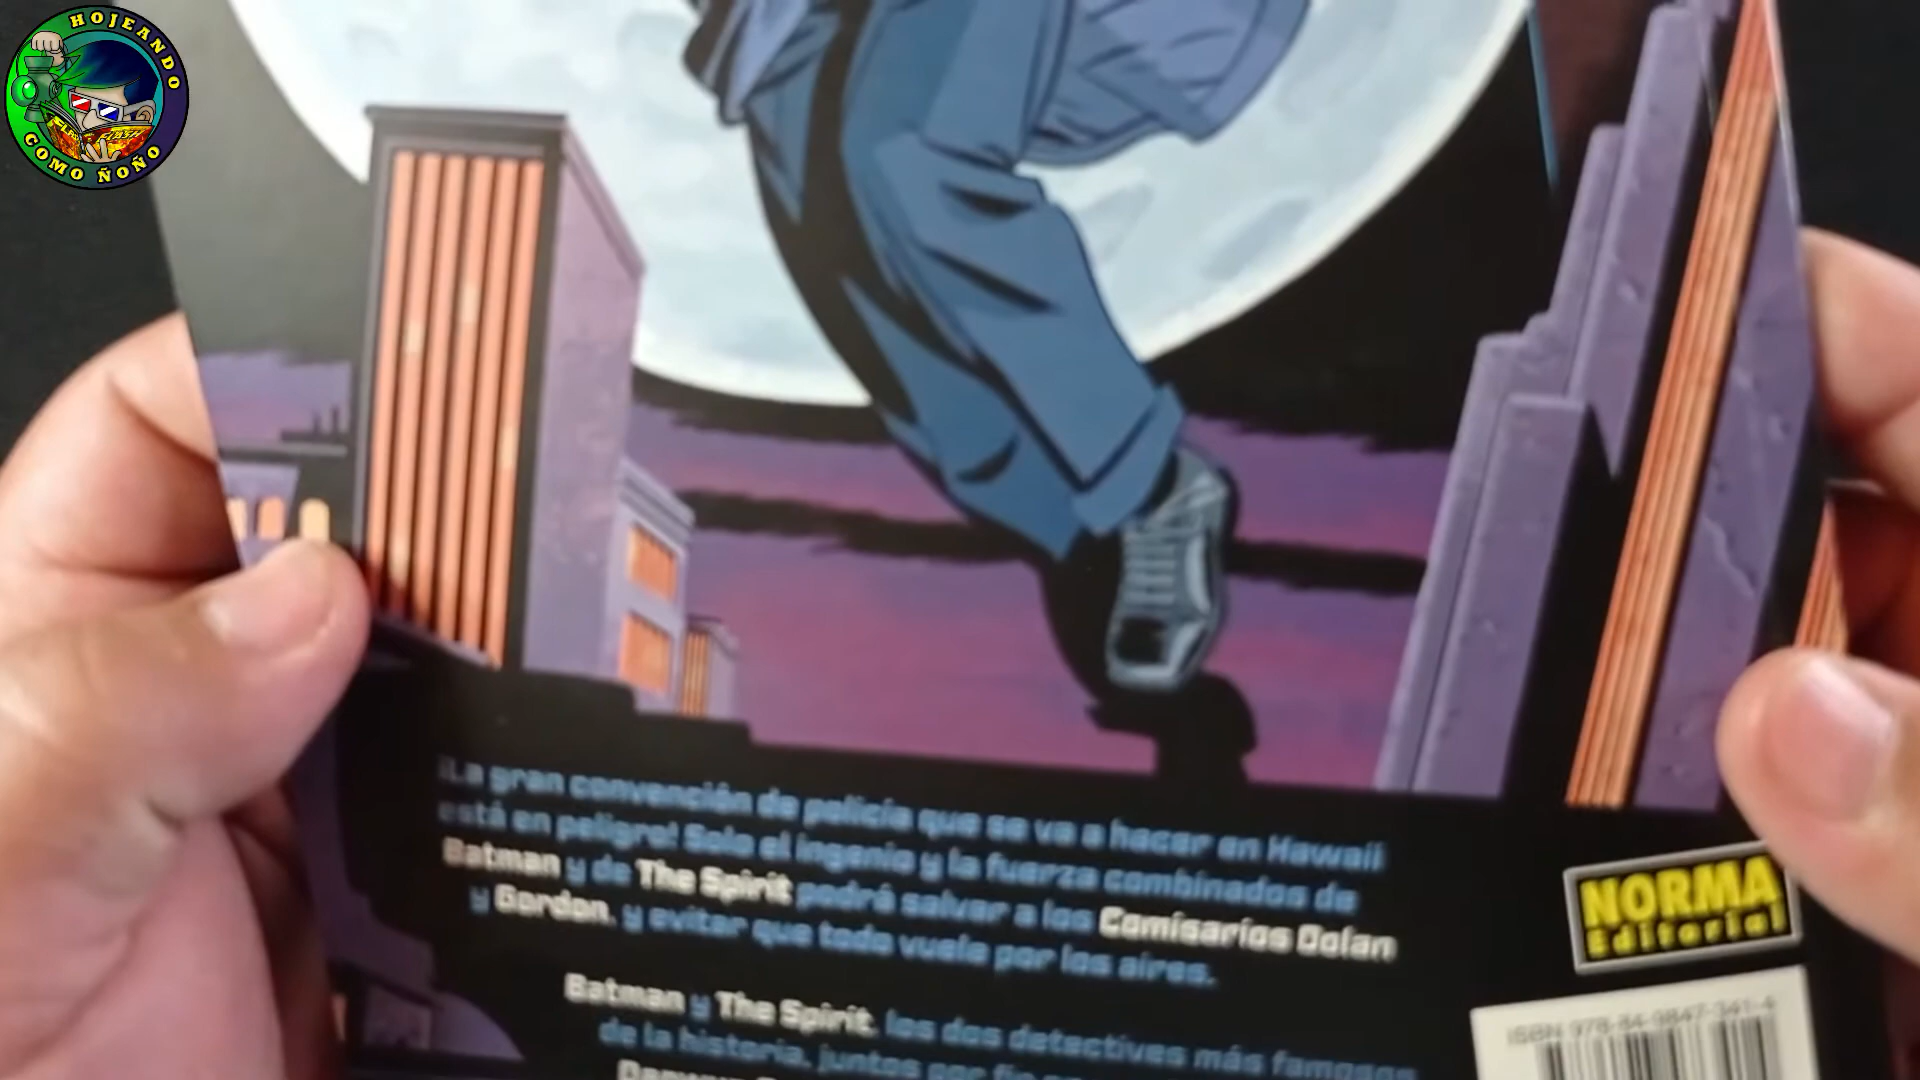 HOJEANDO
COMO ÑOÑO
FLASH
¡La gran convención de policía que se va a hacer en Hawaii
está en peligro! Solo el ingenio y la fuerza combinados de
Batman y de The Spirit podrá salvar a los Comisarios Dolan
y Gordon, y evitar que todo vuele por los aires.
NORMA
Editorial
Batman y The Spirit, los dos detectives más famosos
de la historia, juntos por fin
ISBN 978-84-9847-341-4